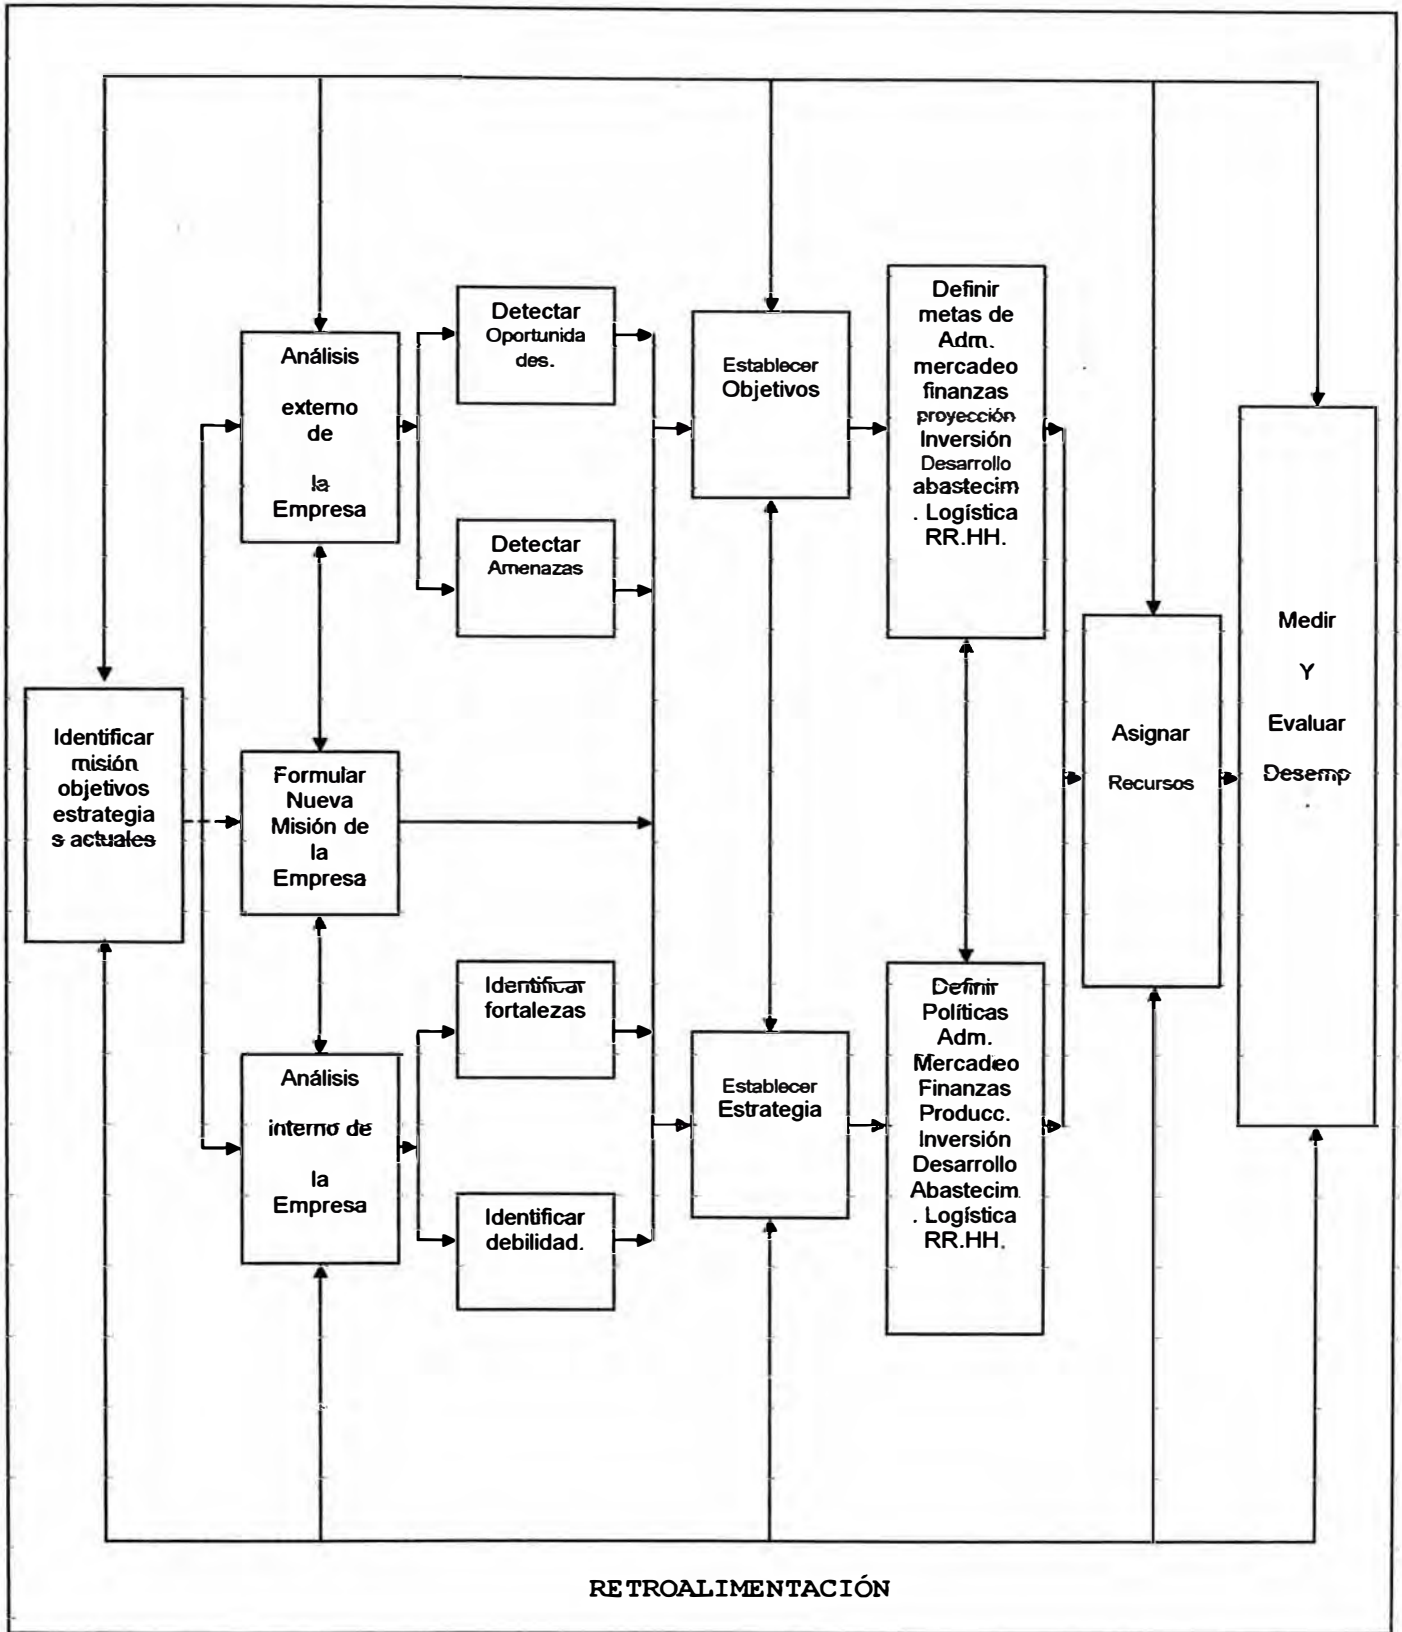 Identificar
misión
objetivos
estrategia
s actuales
Análisis
externo
de
la
Empresa
Formular
Nueva
Misión de
la
Empresa
Análisis
interno de
la
Empresa
Detectar
Oportunida
des.
Detectar
Amenazas
Identificar
fortalezas
Identificar
debilidad.
Establecer
Objetivos
Establecer
Estrategia
Definir
metas de
Adm.
mercadeo
finanzas
proyección
Inversión
Desarrollo
abastecim
. Logística
RR.HH.
Definir
Políticas
Adm.
Mercadeo
Finanzas
Producc.
Inversión
Desarrollo
Abastecim
. Logística
RR.HH.
Asignar
Recursos
Medir
Y
Evaluar
Desemp
.
RETROALIMENTACIÓN